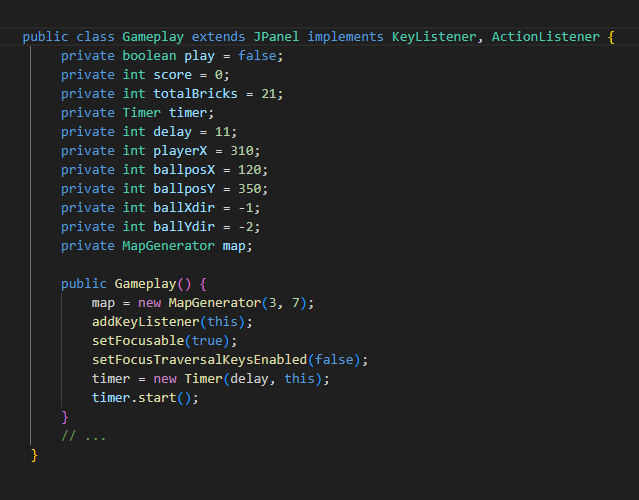 public class Gameplay extends JPanel implements KeyListener, ActionListener {
    private boolean play = false;
    private int score = 0;
    private int totalBricks = 21;
    private Timer timer;
    private int delay = 11;
    private int playerX = 310;
    private int ballposX = 120;
    private int ballposY = 350;
    private int ballXdir = -1;
    private int ballYdir = -2;
    private MapGenerator map;

    public Gameplay() {
        map = new MapGenerator(3, 7);
        addKeyListener(this);
        setFocusable(true);
        setFocusTraversalKeysEnabled(false);
        timer = new Timer(delay, this);
        timer.start();
    }
    // ...
}